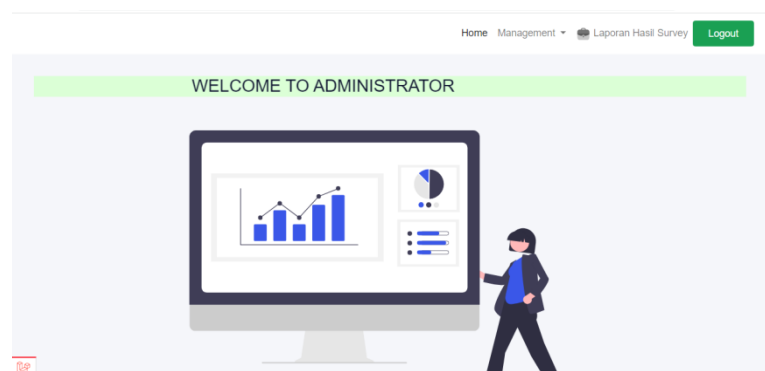 Home Management Laporan Hasil Survey Logout
WELCOME TO ADMINISTRATOR